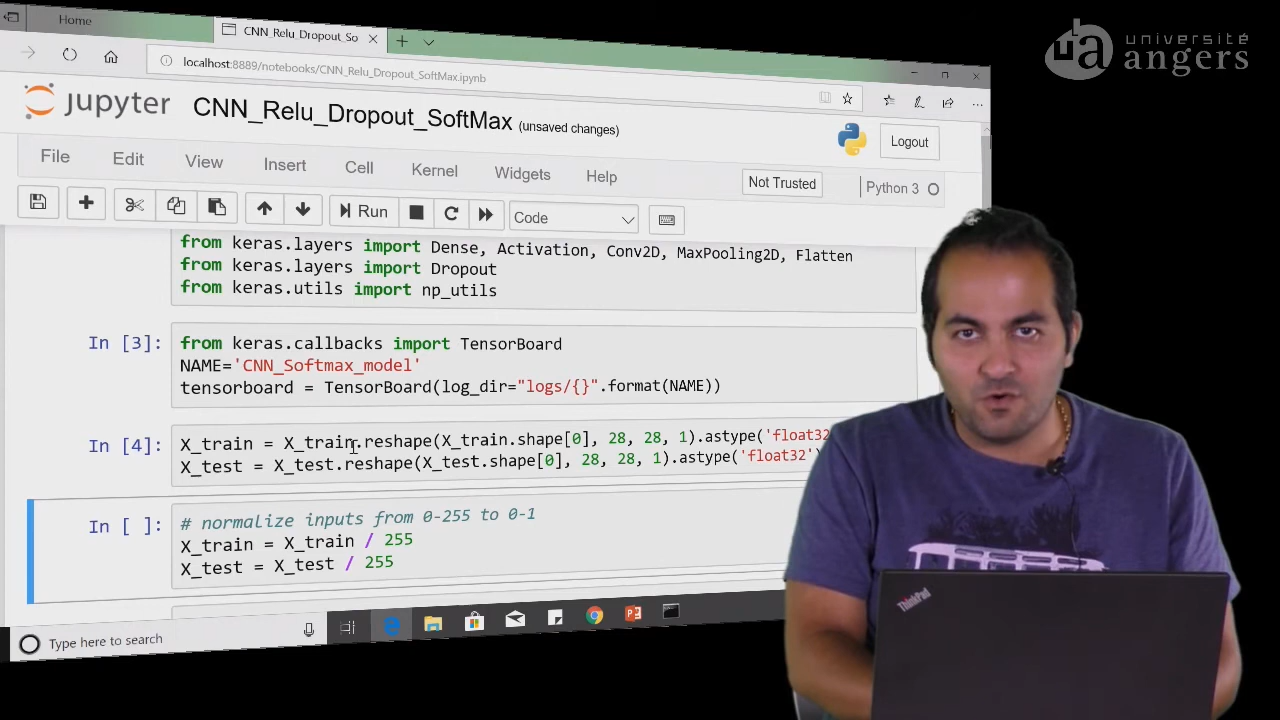 Home
CNN_Relu_Dropout_So
université
angers
localhost:8889/notebooks/CNN_Relu_Dropout_SoftMax.ipynb
Jupyter
CNN_Relu_Dropout_SoftMax (unsaved changes)
Logout
File Edit View Insert Cell Kernel Widgets Help
Not Trusted
Python 3
Run
Code
from keras.layers import Dense, Activation, Conv2D, MaxPooling2D, Flatten
from keras.layers import Dropout
from keras.utils import np_utils
In [3]: from keras.callbacks import TensorBoard
NAME='CNN_Softmax_model'
tensorboard = TensorBoard(log_dir="logs/{}".format(NAME))
In [4]: X_train = X_train.reshape(X_train.shape[0], 28, 28, 1).astype('float32
X_test = X_test.reshape(X_test.shape[0], 28, 28, 1).astype('float32')
In [ ]: # normalize inputs from 0-255 to 0-1
X_train = X_train / 255
X_test = X_test / 255
Type here to search
ThinkPad